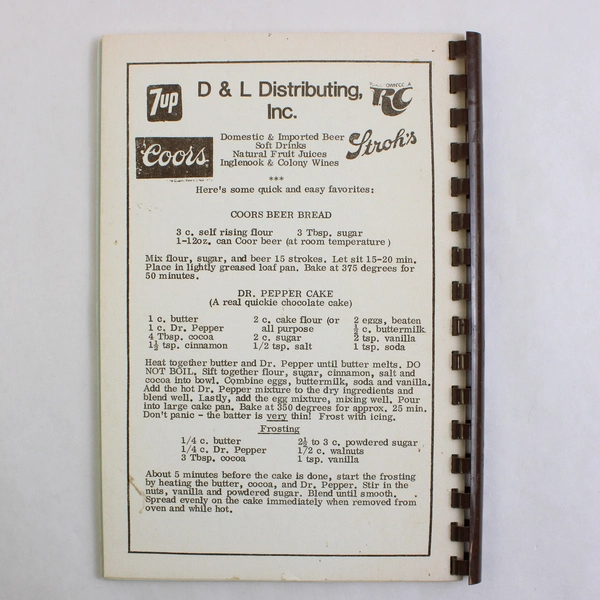 7up
D & L Distributing,
Inc.
RC
Coors
Domestic & Imported Beer
Soft Drinks
Natural Fruit Juices
Inglenook & Colony Wines
Stroh's
***
Here's some quick and easy favorites:
COORS BEER BREAD
3 c. self rising flour 3 Tbsp. sugar
1-12oz. can Coor beer (at room temperature)
Mix flour, sugar, and beer 15 strokes. Let sit 15-20 min.
Place in lightly greased loaf pan. Bake at 375 degrees for
50 minutes.
DR. PEPPER CAKE
(A real quickie chocolate cake)
1 c. butter 2 c. cake flour (or 2 eggs, beaten
1 c. Dr. Pepper all purpose ½ c. buttermilk
4 Tbsp. cocoa 2 c. sugar 2 tsp. vanilla
1½ tsp. cinnamon 1/2 tsp. salt 1 tsp. soda
Heat together butter and Dr. Pepper until butter melts. DO
NOT BOIL. Sift together flour, sugar, cinnamon, salt and
cocoa into bowl. Combine eggs, buttermilk, soda and vanilla.
Add the hot Dr. Pepper mixture to the dry ingredients and
blend well. Lastly, add the egg mixture, mixing well. Pour
into large cake pan. Bake at 350 degrees for approx. 25 min.
Don't panic - the batter is very thin! Frost with icing.
Frosting
1/4 c. butter 2½ to 3 c. powdered sugar
1/4 c. Dr. Pepper 1/2 c. walnuts
3 Tbsp. cocoa 1 tsp. vanilla
About 5 minutes before the cake is done, start the frosting
by heating the butter, cocoa, and Dr. Pepper. Stir in the
nuts, vanilla and powdered sugar. Blend until smooth.
Spread evenly on the cake immediately when removed from
oven and while hot.